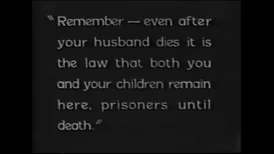 "Remember — even after
your husband dies it is
the law that both you
and your children remain
here, prisoners until
death."